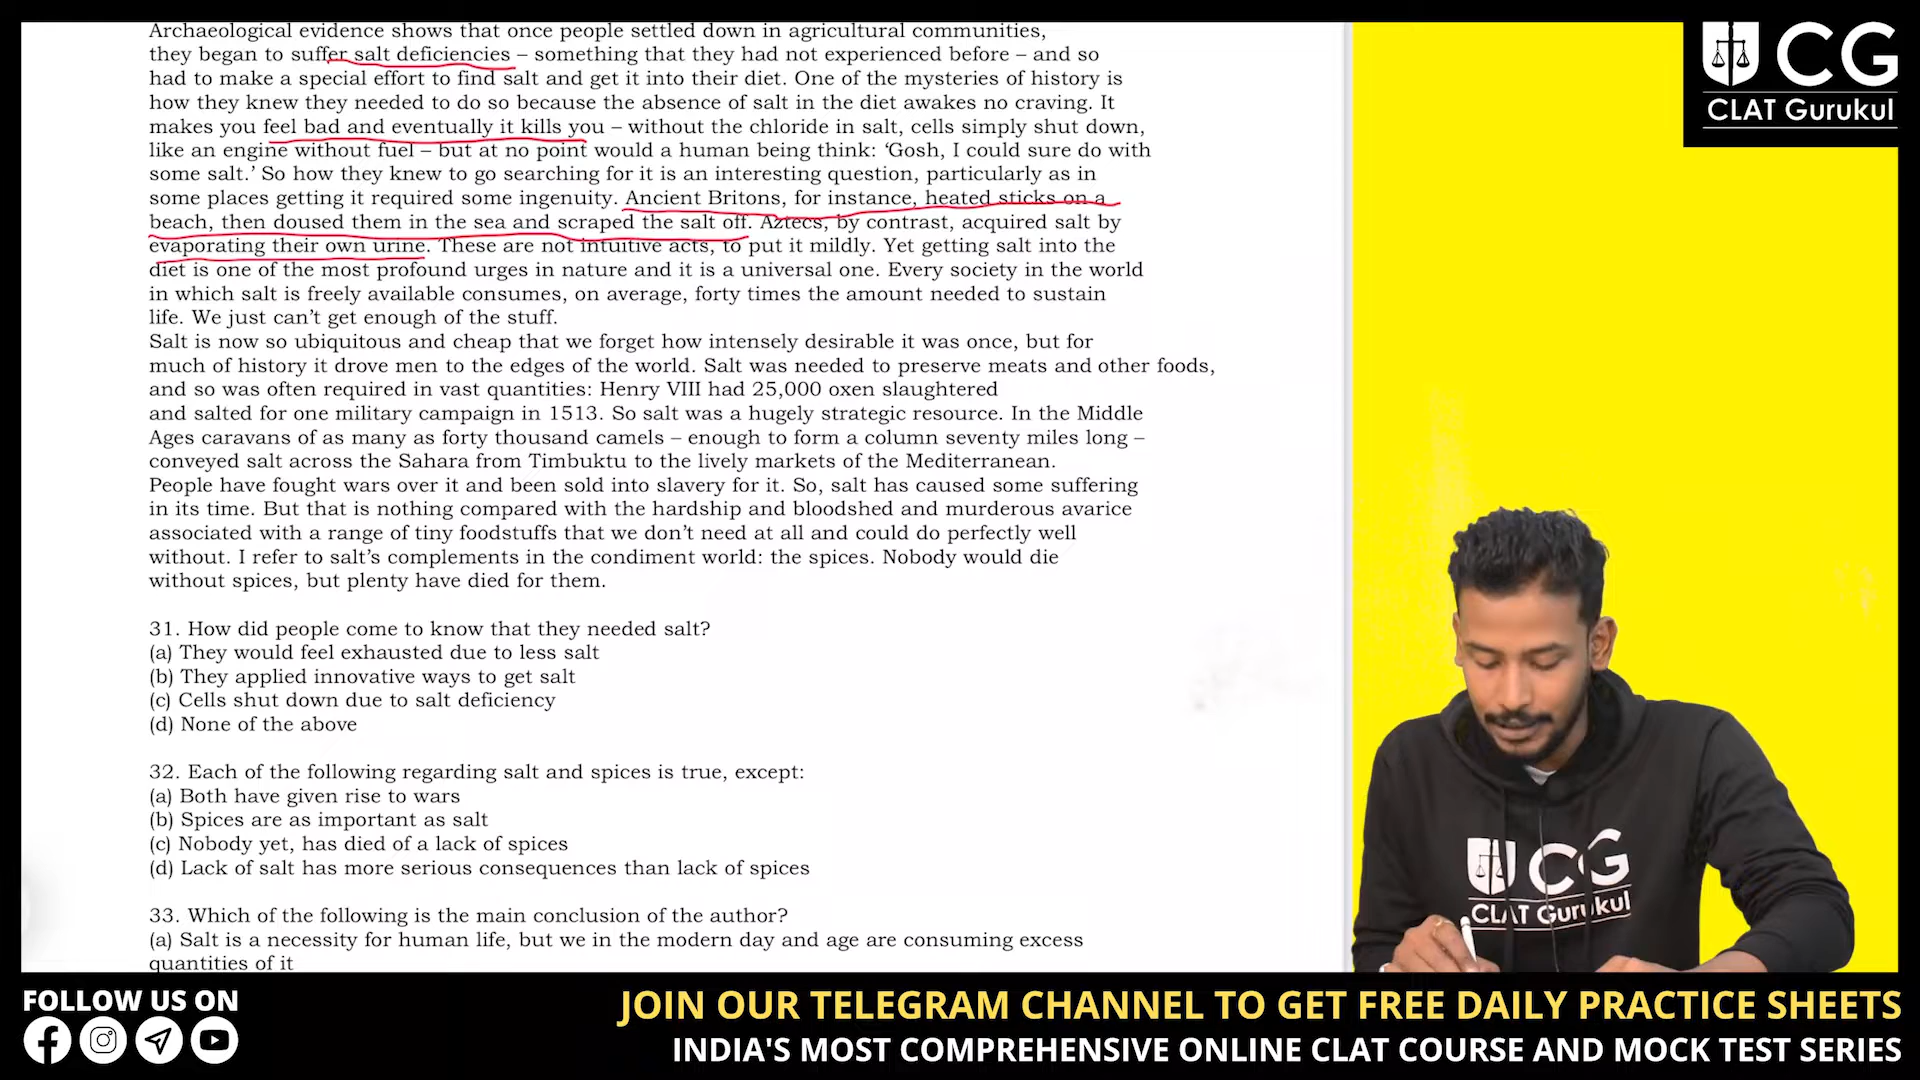 Archaeological evidence shows that once people settled down in agricultural communities,
they began to suffer salt deficiencies – something that they had not experienced before – and so
had to make a special effort to find salt and get it into their diet. One of the mysteries of history is
how they knew they needed to do so because the absence of salt in the diet awakes no craving. It
makes you feel bad and eventually it kills you – without the chloride in salt, cells simply shut down,
like an engine without fuel – but at no point would a human being think: ‘Gosh, I could sure do with
some salt.’ So how they knew to go searching for it is an interesting question, particularly as in
some places getting it required some ingenuity. Ancient Britons, for instance, heated sticks on a
beach, then doused them in the sea and scraped the salt off. Aztecs, by contrast, acquired salt by
evaporating their own urine. These are not intuitive acts, to put it mildly. Yet getting salt into the
diet is one of the most profound urges in nature and it is a universal one. Every society in the world
in which salt is freely available consumes, on average, forty times the amount needed to sustain
life. We just can’t get enough of the stuff.
Salt is now so ubiquitous and cheap that we forget how intensely desirable it was once, but for
much of history it drove men to the edges of the world. Salt was needed to preserve meats and other foods,
and so was often required in vast quantities: Henry VIII had 25,000 oxen slaughtered
and salted for one military campaign in 1513. So salt was a hugely strategic resource. In the Middle
Ages caravans of as many as forty thousand camels – enough to form a column seventy miles long –
conveyed salt across the Sahara from Timbuktu to the lively markets of the Mediterranean.
People have fought wars over it and been sold into slavery for it. So, salt has caused some suffering
in its time. But that is nothing compared with the hardship and bloodshed and murderous avarice
associated with a range of tiny foodstuffs that we don’t need at all and could do perfectly well
without. I refer to salt’s complements in the condiment world: the spices. Nobody would die
without spices, but plenty have died for them.
31. How did people come to know that they needed salt?
(a) They would feel exhausted due to less salt
(b) They applied innovative ways to get salt
(c) Cells shut down due to salt deficiency
(d) None of the above
32. Each of the following regarding salt and spices is true, except:
(a) Both have given rise to wars
(b) Spices are as important as salt
(c) Nobody yet, has died of a lack of spices
(d) Lack of salt has more serious consequences than lack of spices
33. Which of the following is the main conclusion of the author?
(a) Salt is a necessity for human life, but we in the modern day and age are consuming excess
quantities of it
CG
CLAT Gurukul
CG
CLAT Gurukul
FOLLOW US ON
JOIN OUR TELEGRAM CHANNEL TO GET FREE DAILY PRACTICE SHEETS
INDIA'S MOST COMPREHENSIVE ONLINE CLAT COURSE AND MOCK TEST SERIES